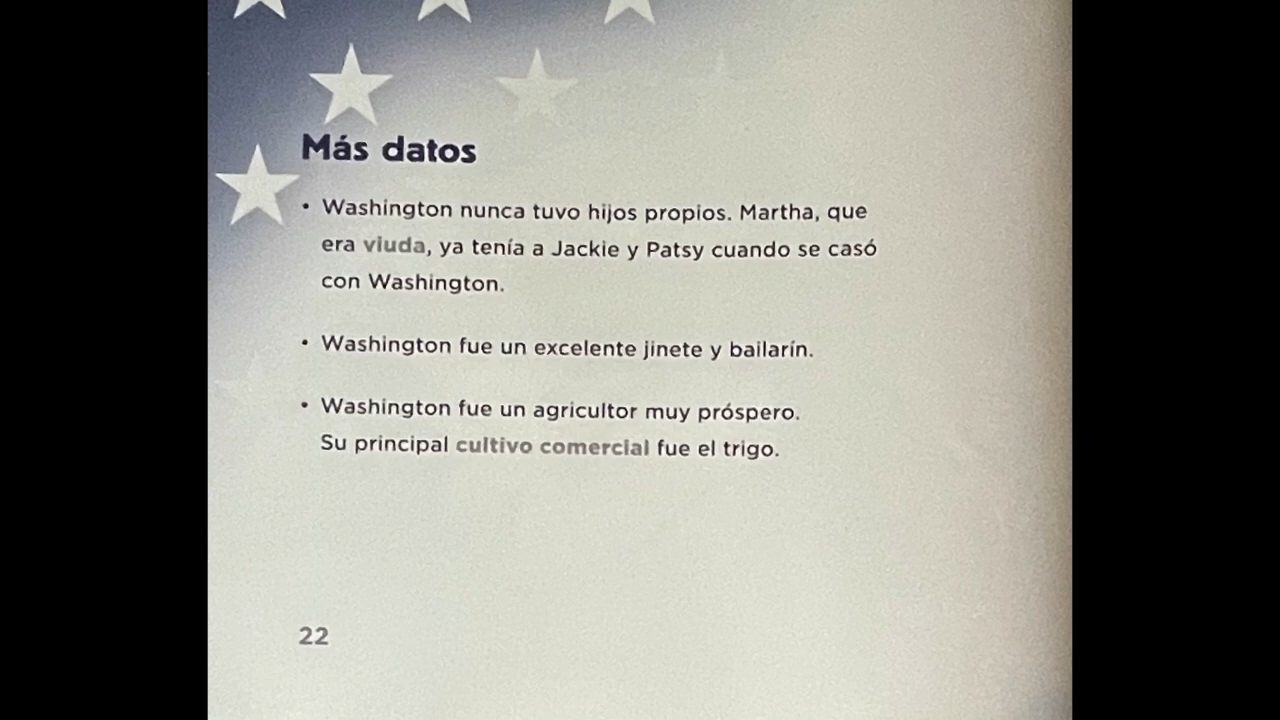 Más datos
• Washington nunca tuvo hijos propios. Martha, que
era viuda, ya tenía a Jackie y Patsy cuando se casó
con Washington.
• Washington fue un excelente jinete y bailarín.
• Washington fue un agricultor muy próspero.
Su principal cultivo comercial fue el trigo.
22